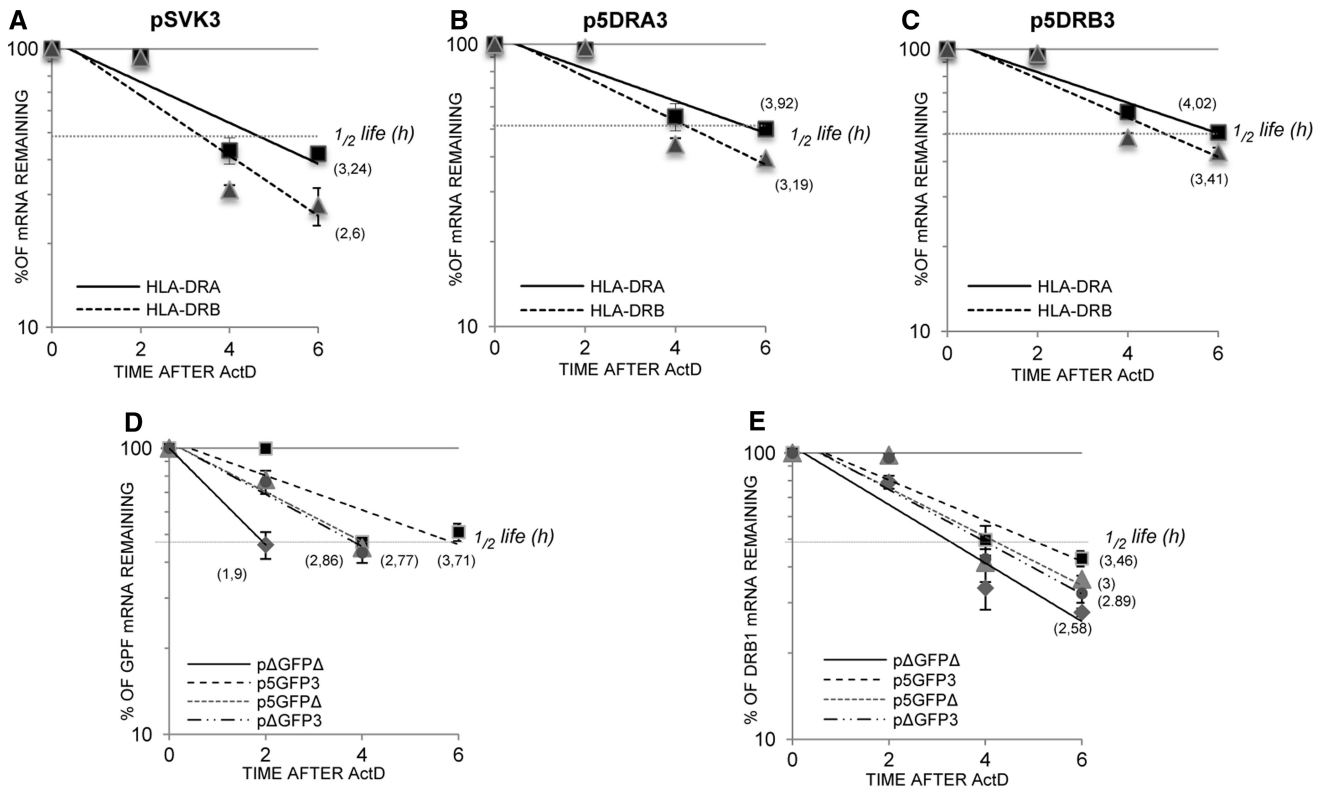 A
pSVK3
100
%OF mRNA REMAINING
1/2 life (h)
(3,24)
(2,6)
HLA-DRA
HLA-DRB
10
0 2 4 6
TIME AFTER ActD
B
p5DRA3
100
%OF mRNA REMAINING
(3,92)
1/2 life (h)
(3,19)
HLA-DRA
HLA-DRB
10
0 2 4 6
TIME AFTER ActD
C
p5DRB3
100
%OF mRNA REMAINING
(4,02)
1/2 life (h)
(3,41)
HLA-DRA
HLA-DRB
10
0 2 4 6
TIME AFTER ActD
D
100
% OF GPF mRNA REMAINING
1/2 life (h)
(1,9)
(2,86)
(2,77)
(3,71)
pΔGFPΔ
p5GFP3
p5GFPΔ
pΔGFP3
10
0 2 4 6
TIME AFTER ActD
E
100
% OF DRB1 mRNA REMAINING
1/2 life (h)
(3,46)
(3)
(2.89)
(2,58)
pΔGFPΔ
p5GFP3
p5GFPΔ
pΔGFP3
10
0 2 4 6
TIME AFTER ActD